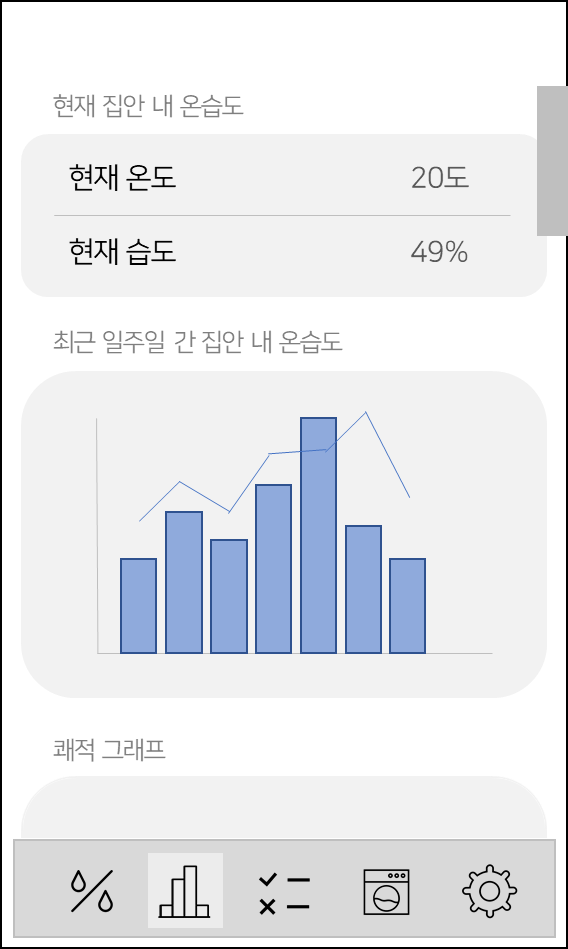 현재 집안 내 온습도
현재 온도 20도
현재 습도 49%
최근 일주일 간 집안 내 온습도
쾌적 그래프